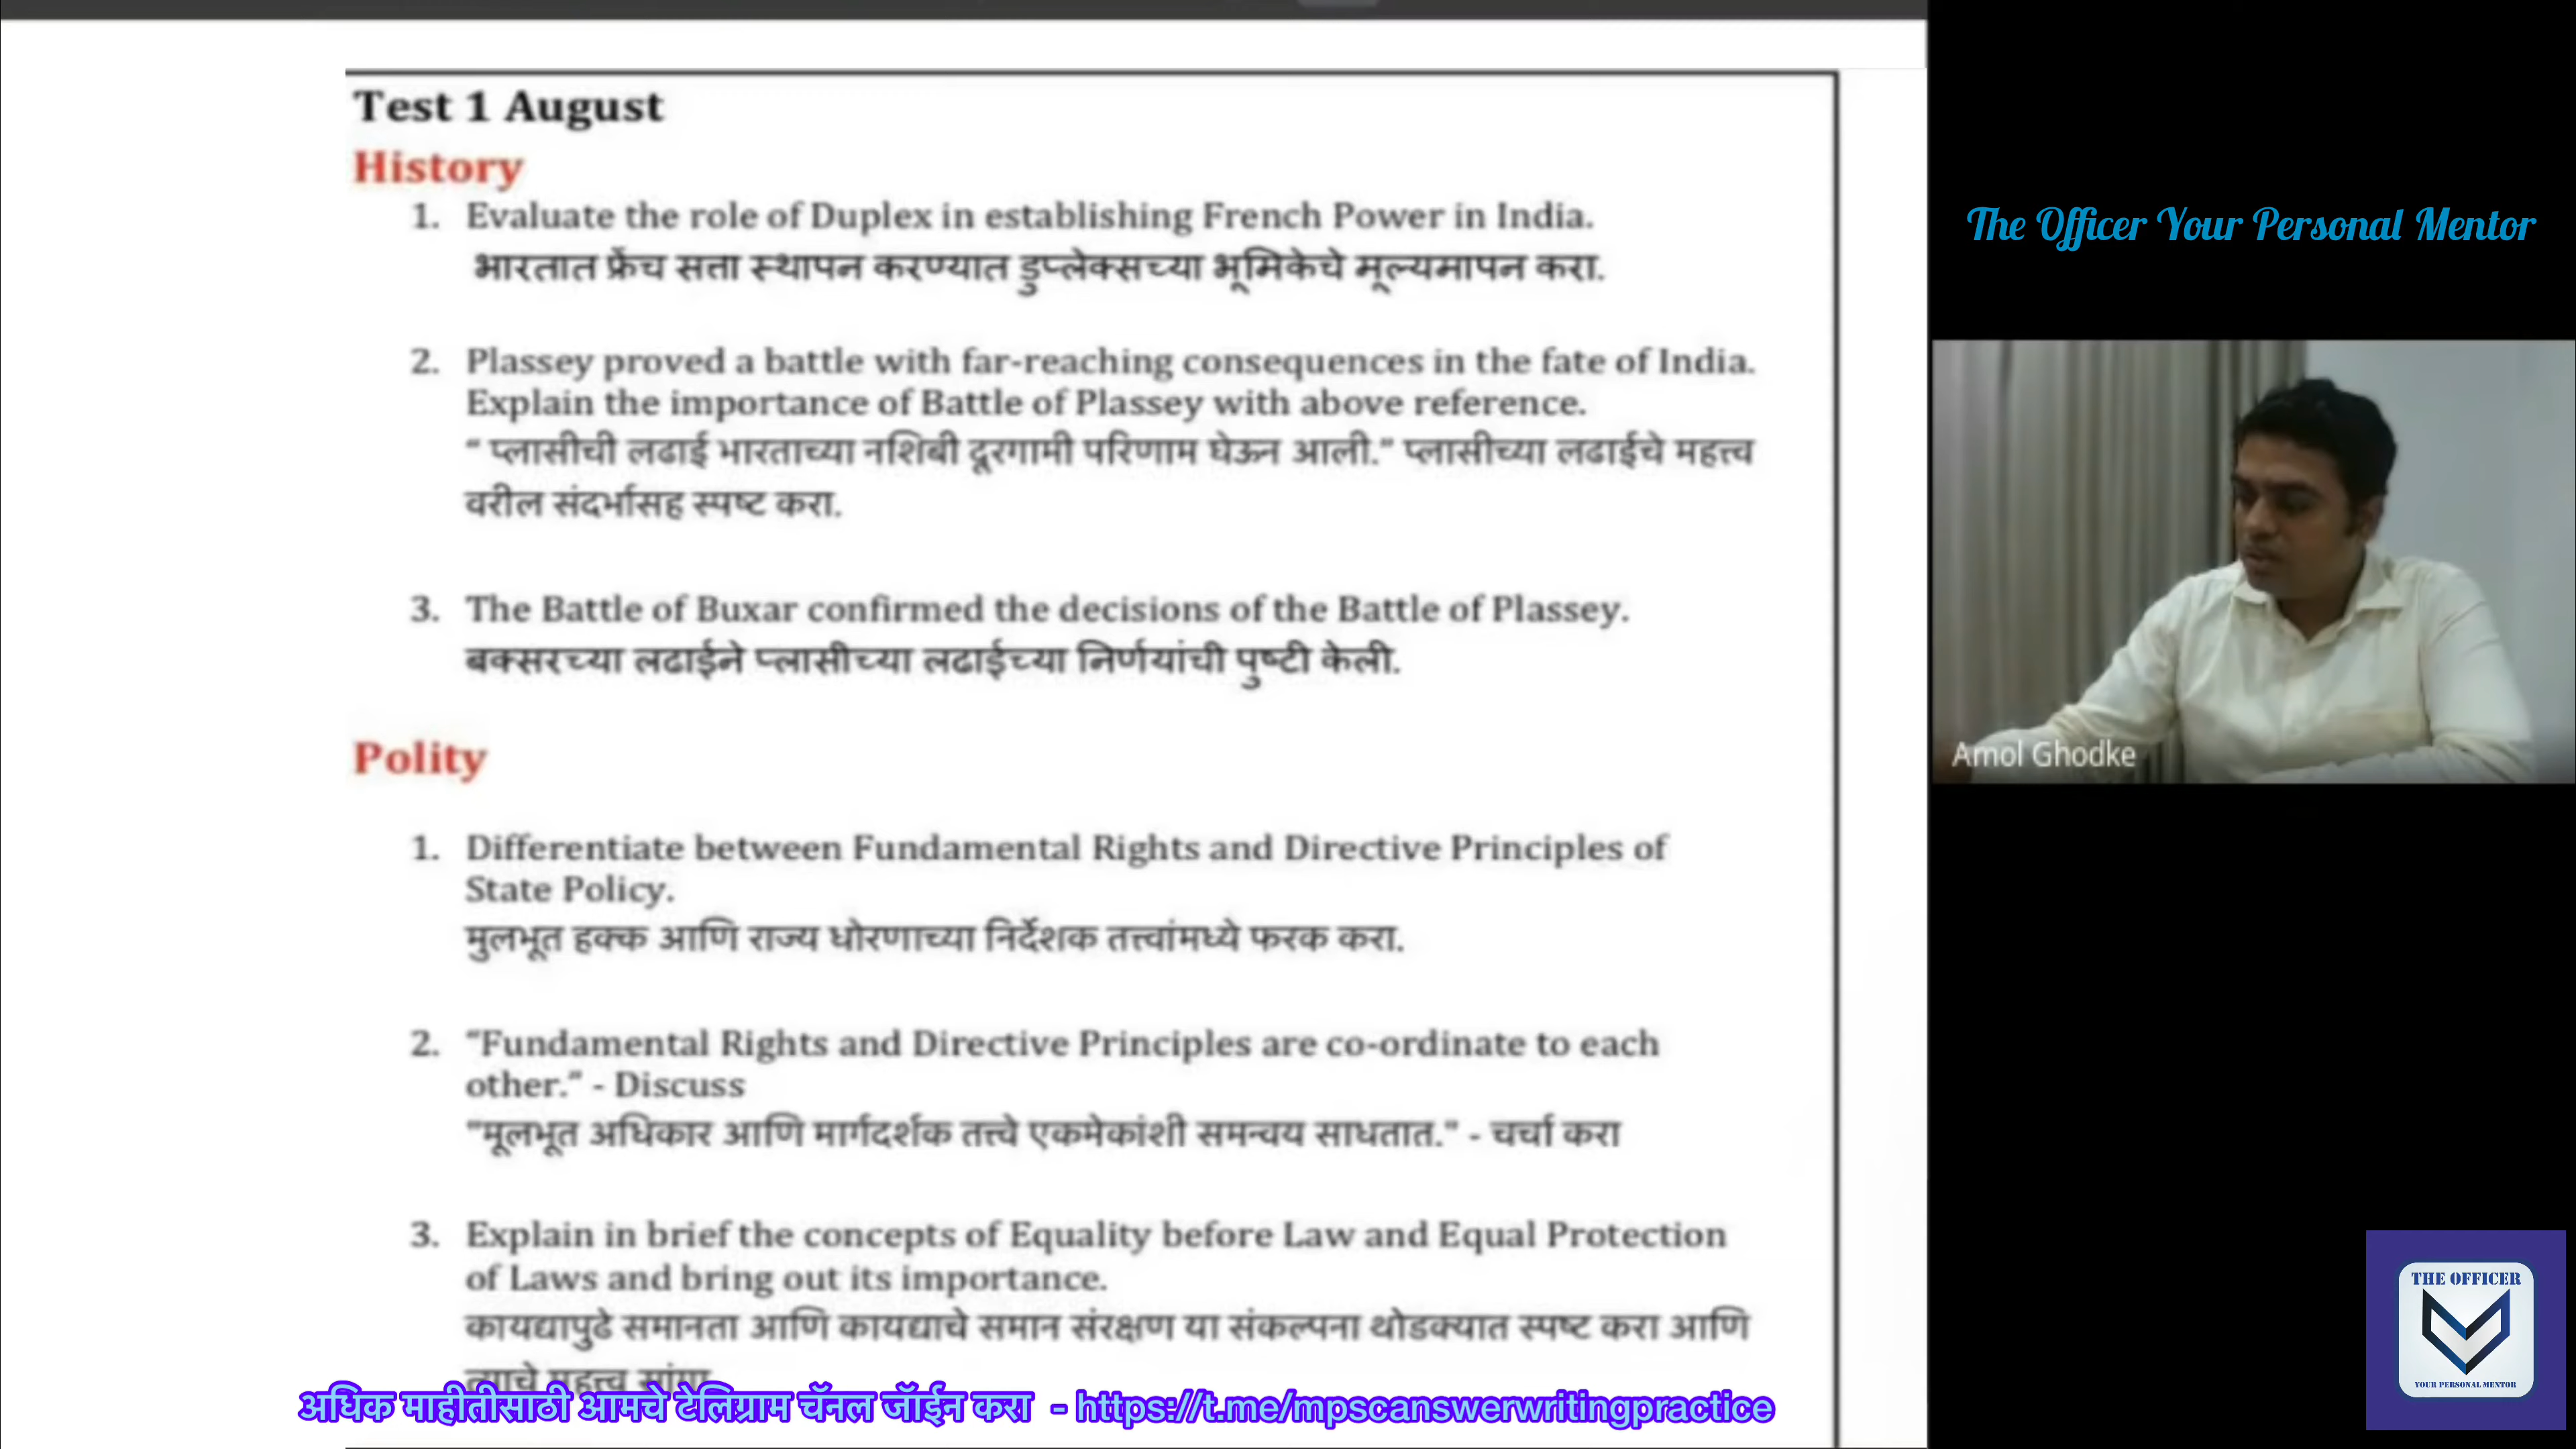 Test 1 August
History
1. Evaluate the role of Duplex in establishing French Power in India.
भारतात फ्रेंच सत्ता स्थापन करण्यात डुप्लेक्सच्या भूमिकेचे मूल्यमापन करा.
2. Plassey proved a battle with far-reaching consequences in the fate of India.
Explain the importance of Battle of Plassey with above reference.
“ प्लासीची लढाई भारताच्या नशिबी दूरगामी परिणाम घेऊन आली.” प्लासीच्या लढाईचे महत्त्व
वरील संदर्भासह स्पष्ट करा.
3. The Battle of Buxar confirmed the decisions of the Battle of Plassey.
बक्सरच्या लढाईने प्लासीच्या लढाईच्या निर्णयांची पुष्टी केली.
Polity
1. Differentiate between Fundamental Rights and Directive Principles of
State Policy.
मुलभूत हक्क आणि राज्य धोरणाच्या निर्देशक तत्त्वांमध्ये फरक करा.
2. “Fundamental Rights and Directive Principles are co-ordinate to each
other.” - Discuss
"मूलभूत अधिकार आणि मार्गदर्शक तत्त्वे एकमेकांशी समन्वय साधतात." - चर्चा करा
3. Explain in brief the concepts of Equality before Law and Equal Protection
of Laws and bring out its importance.
कायद्यापुढे समानता आणि कायद्याचे समान संरक्षण या संकल्पना थोडक्यात स्पष्ट करा आणि
अधिक माहीतीसाठी आमचे टेलिग्राम चॅनल जॉईन करा - https://t.me/mpscanswerwritingpractice
The Officer Your Personal Mentor
Amol Ghodke
THE OFFICER
YOUR PERSONAL MENTOR